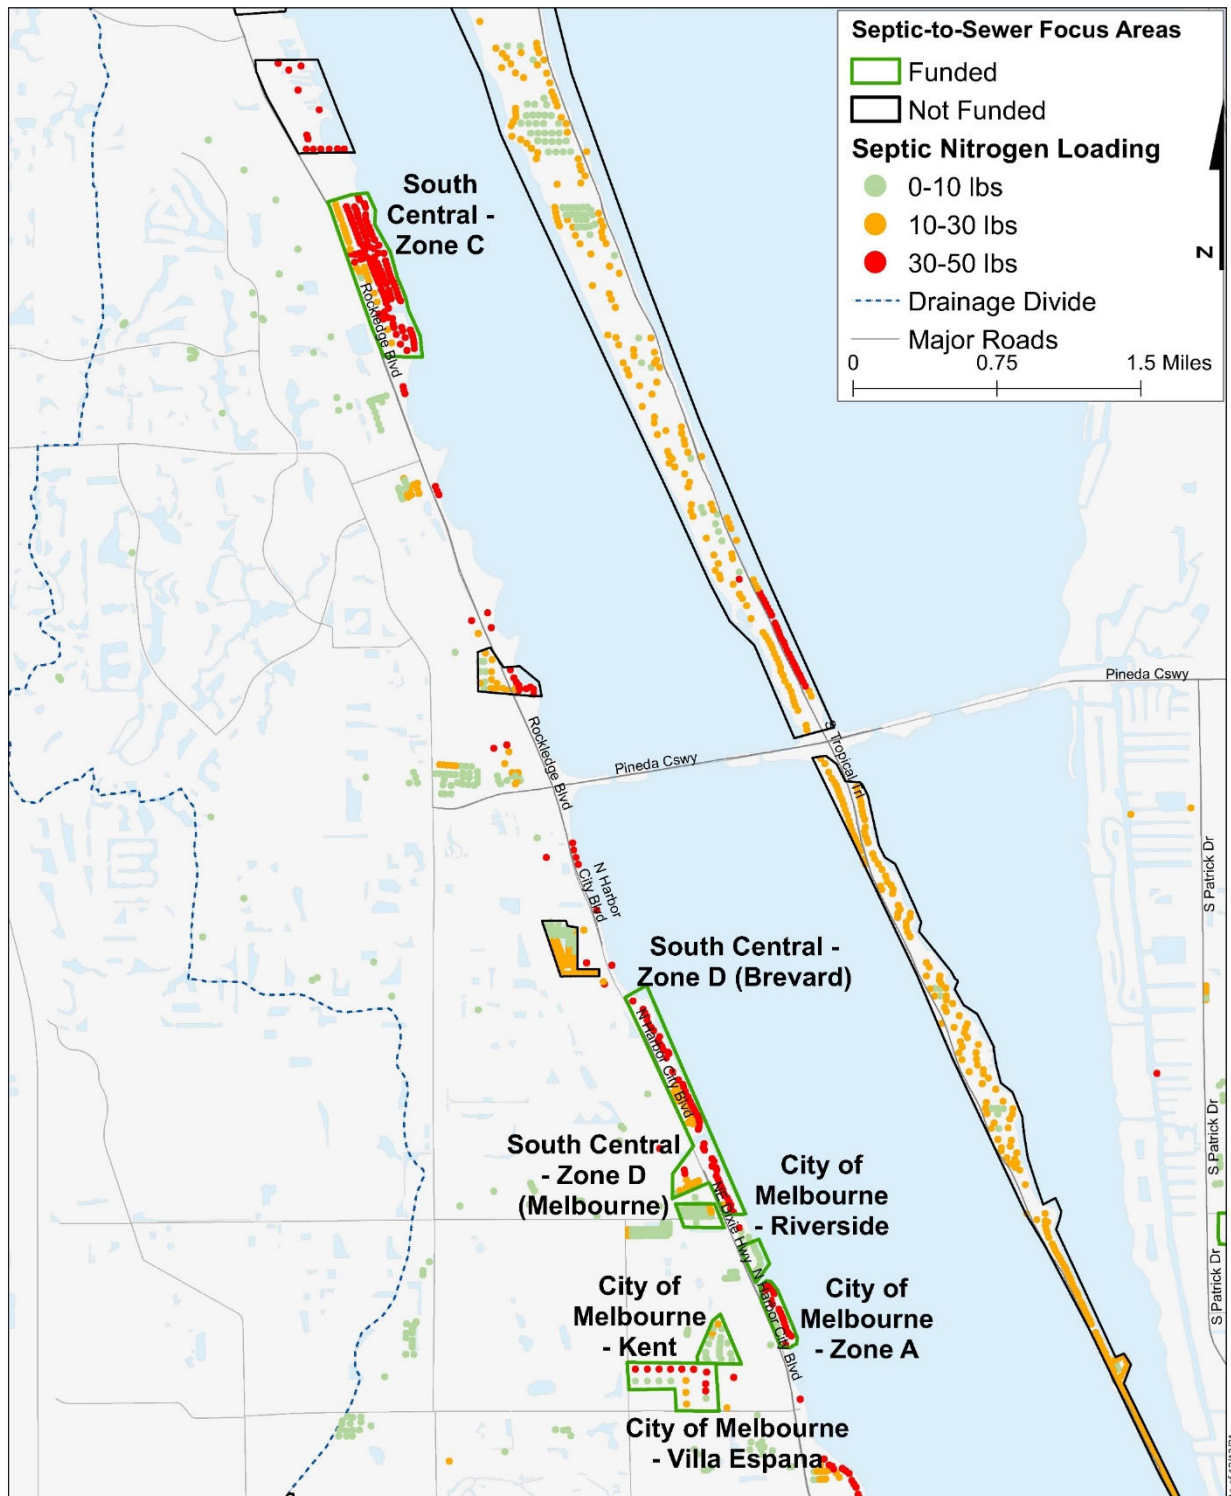 Septic-to-Sewer Focus Areas
Funded
Not Funded
Septic Nitrogen Loading
0-10 lbs
10-30 lbs
30-50 lbs
Drainage Divide
Major Roads
0 0.75 1.5 Miles
Z
South
Central -
Zone C
Rockledge Blvd
Pineda Cswy
Rockledge Blvd
Pineda Cswy
S Tropical Trl
N Harbor
City Blvd
S Patrick Dr
South Central -
Zone D (Brevard)
N Harbor City Blvd
South Central
- Zone D
(Melbourne)
City of
Melbourne
- Riverside
S Patrick Dr
NE Dixie Hwy
N Harbor City Blvd
City of
Melbourne
- Kent
City of
Melbourne
- Zone A
S Patrick Dr
City of Melbourne
- Villa Espana